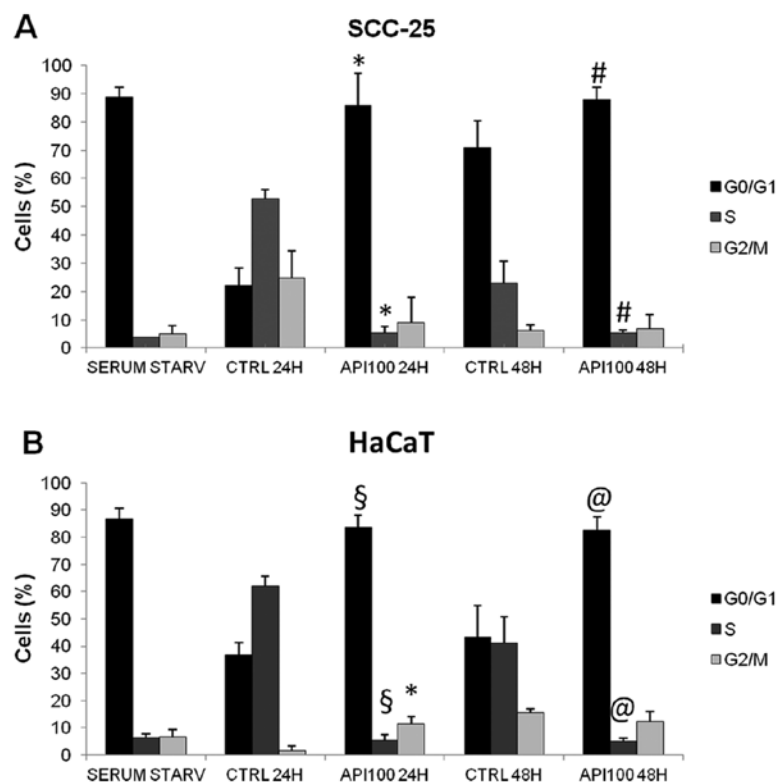 A
SCC-25
Cells (%)
100
90
80
70
60
50
40
30
20
10
0
*
*
#
#
SERUM STARV CTRL 24H API100 24H CTRL 48H API100 48H
G0/G1
S
G2/M
B
HaCaT
Cells (%)
100
90
80
70
60
50
40
30
20
10
0
§
§ *
@
@
SERUM STARV CTRL 24H API100 24H CTRL 48H API100 48H
G0/G1
S
G2/M